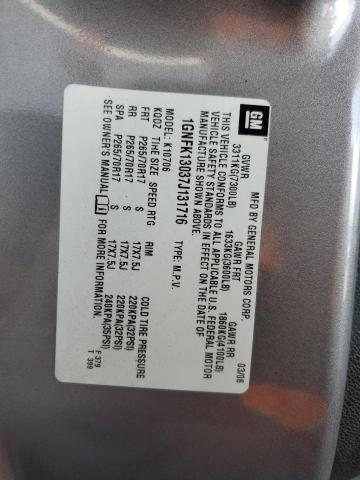 GM
MFD BY GENERAL MOTORS CORP.
03/06
GVWR GAWR FRT GAWR RR
3311KG(7300LB) 1633KG(3600LB) 1860KG(4100LB)
THIS VEHICLE CONFORMS TO ALL APPLICABLE U.S. FEDERAL MOTOR
VEHICLE SAFETY STANDARDS IN EFFECT ON THE DATE OF
MANUFACTURE SHOWN ABOVE.
1GNFK13037J131716 TYPE: M.P.V.
MODEL: K10706
KQDZ TIRE SIZE SPEED RTG RIM COLD TIRE PRESSURE
FRT P265/70R17 S 17X7.5J 220KPA(32PSI)
RR P265/70R17 S 17X7.5J 220KPA(32PSI)
SPA P265/70R17 S 17X7.5J 240KPA(35PSI)
SEE OWNER'S MANUAL i FOR MORE INFORMATION.
F 379
T 399